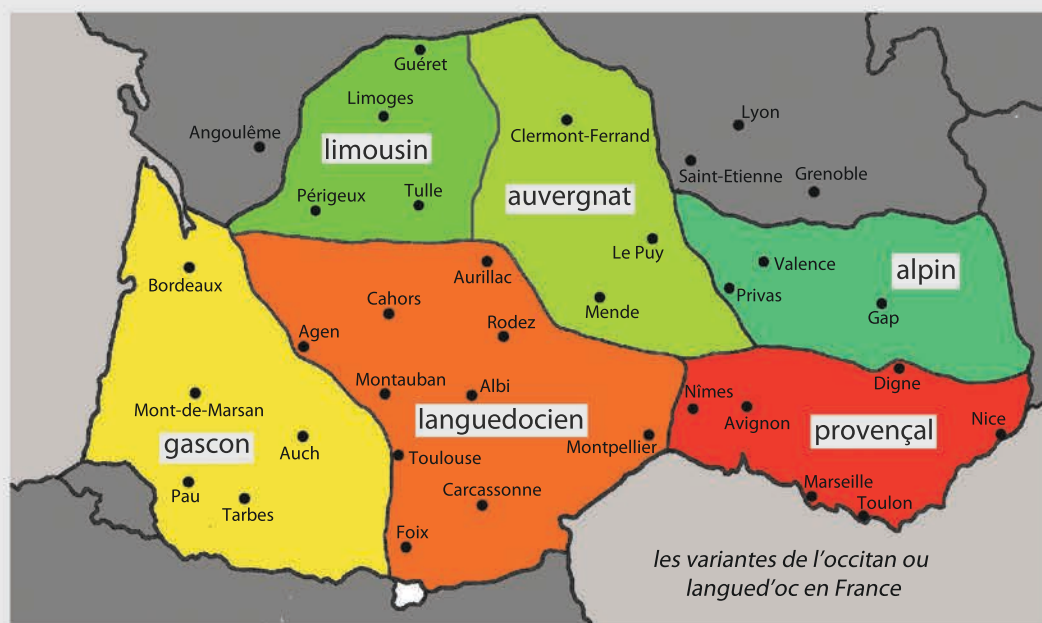 Guéret
Limoges
Clermont-Ferrand
Lyon
Angoulême
limousin
Saint-Etienne
Grenoble
Périgeux
Tulle
auvergnat
Le Puy
Valence
alpin
Bordeaux
Aurillac
Privas
Cahors
Mende
Gap
Agen
Rodez
Montauban
Albi
Digne
Nîmes
Mont-de-Marsan
languedocien
Avignon
provençal
Nice
gascon
Auch
Toulouse
Montpellier
Pau
Tarbes
Carcassonne
Marseille
Toulon
Foix
les variantes de l'occitan ou
langued'oc en France